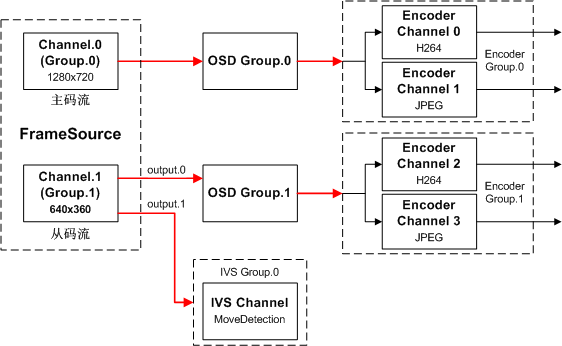 Channel.0
(Group.0)
1280x720
主码流
FrameSource
Channel.1
(Group.1)
640x360
从码流
output.0
output.1
OSD Group.0
OSD Group.1
Encoder
Channel 0
H264
Encoder
Channel 1
JPEG
Encoder
Group.0
Encoder
Channel 2
H264
Encoder
Channel 3
JPEG
Encoder
Group.1
IVS Group.0
IVS Channel
MoveDetection